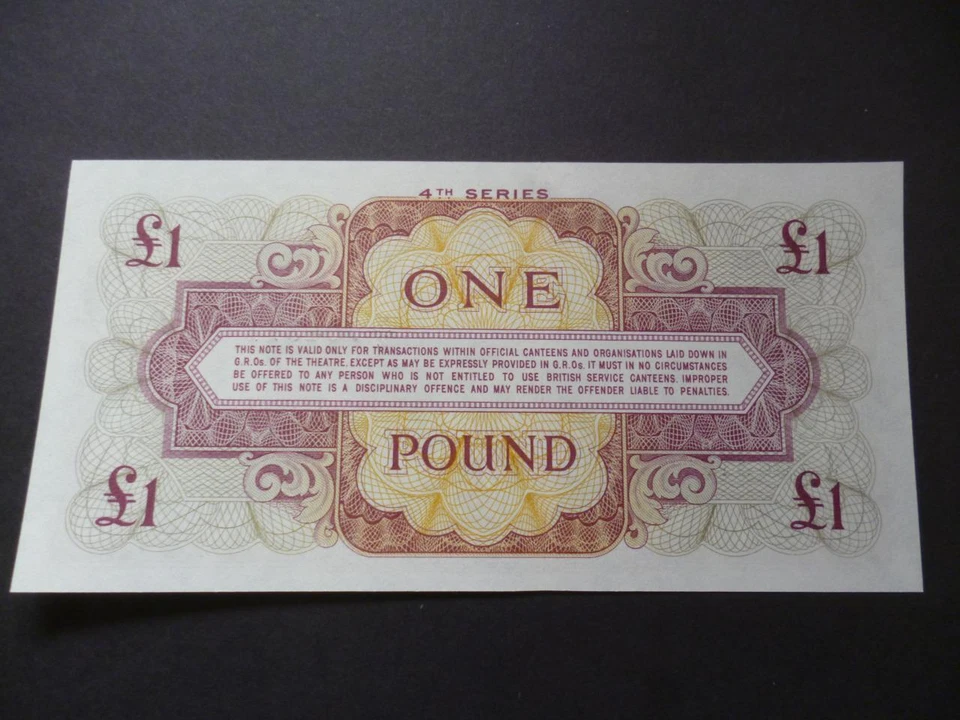 4TH SERIES
£1 £1
ONE
THIS NOTE IS VALID ONLY FOR TRANSACTIONS WITHIN OFFICIAL CANTEENS AND ORGANISATIONS LAID DOWN IN
G.R.Os. OF THE THEATRE, EXCEPT AS MAY BE EXPRESSLY PROVIDED IN G.R.Os. IT MUST IN NO CIRCUMSTANCES
BE OFFERED TO ANY PERSON WHO IS NOT ENTITLED TO USE BRITISH SERVICE CANTEENS. IMPROPER
USE OF THIS NOTE IS A DISCIPLINARY OFFENCE AND MAY RENDER THE OFFENDER LIABLE TO PENALTIES.
POUND
£1 £1